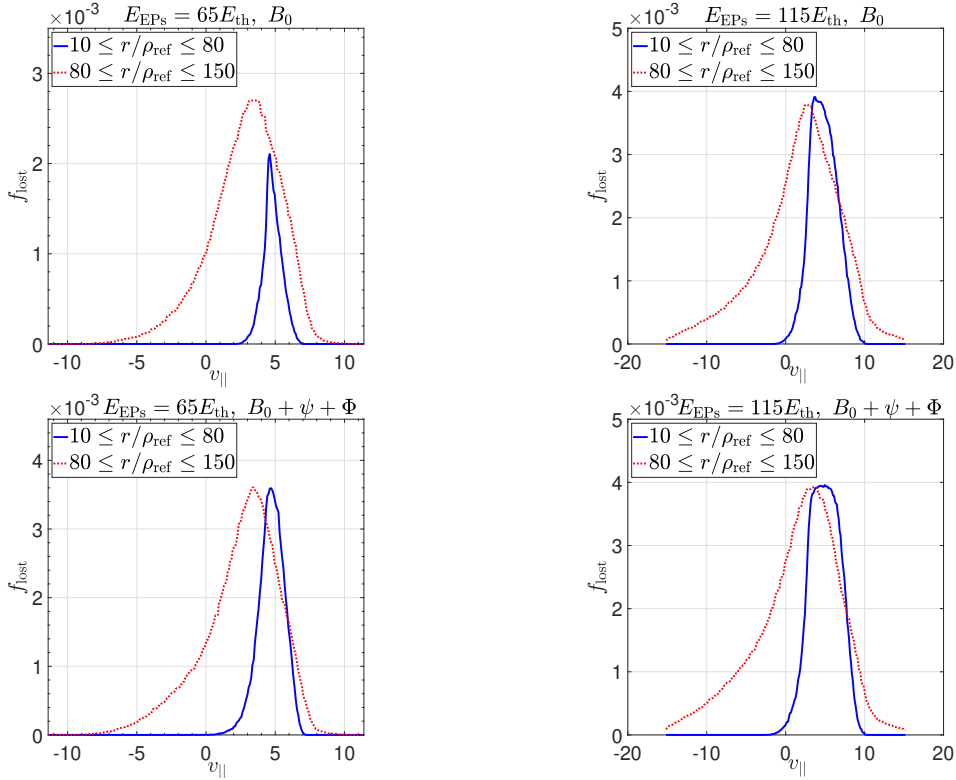 ×10⁻³ E_EPs = 65E_th, B_0
10 ≤ r/ρ_ref ≤ 80
80 ≤ r/ρ_ref ≤ 150
3
2
1
0
f_lost
-10 -5 0 5 10
v_||
×10⁻³ E_EPs = 115E_th, B_0
10 ≤ r/ρ_ref ≤ 80
80 ≤ r/ρ_ref ≤ 150
5
4
3
2
1
0
f_lost
-20 -10 0 10 20
v_||
×10⁻³ E_EPs = 65E_th, B_0 + ψ + Φ
10 ≤ r/ρ_ref ≤ 80
80 ≤ r/ρ_ref ≤ 150
4
3
2
1
0
f_lost
-10 -5 0 5 10
v_||
×10⁻³ E_EPs = 115E_th, B_0 + ψ + Φ
10 ≤ r/ρ_ref ≤ 80
80 ≤ r/ρ_ref ≤ 150
5
4
3
2
1
0
f_lost
-20 -10 0 10 20
v_||